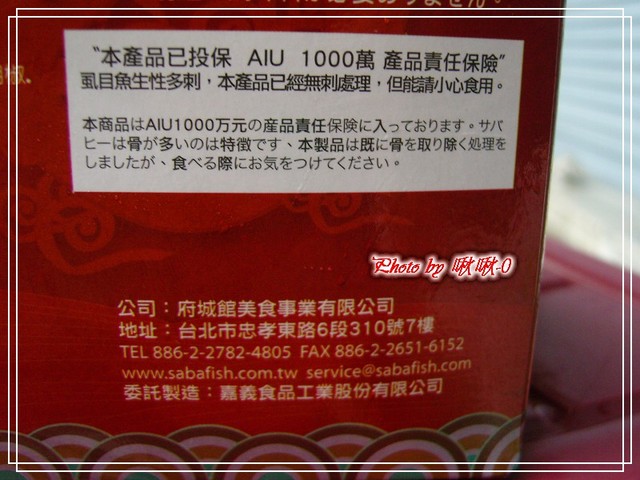 ありません。
椒.
〝本產品已投保 AIU 1000萬 產品責任保險〞
虱目魚生性多刺，本產品已經無刺處理，但能請小心食用。
本商品はAIU1000万元の産品責任保険に入っております。サバ
ヒーは骨が多いのは特徴です、本製品は既に骨を取り除く処理を
しましたが、食べる際にお気をつけてください。
Photo by 啾啾-0
公司：府城館美食事業有限公司
地址：台北市忠孝東路6段310號7樓
TEL 886-2-2782-4805 FAX 886-2-2651-6152
www.sabafish.com.tw service@sabafish.com.tw
委託製造：嘉義食品工業股份有限公司